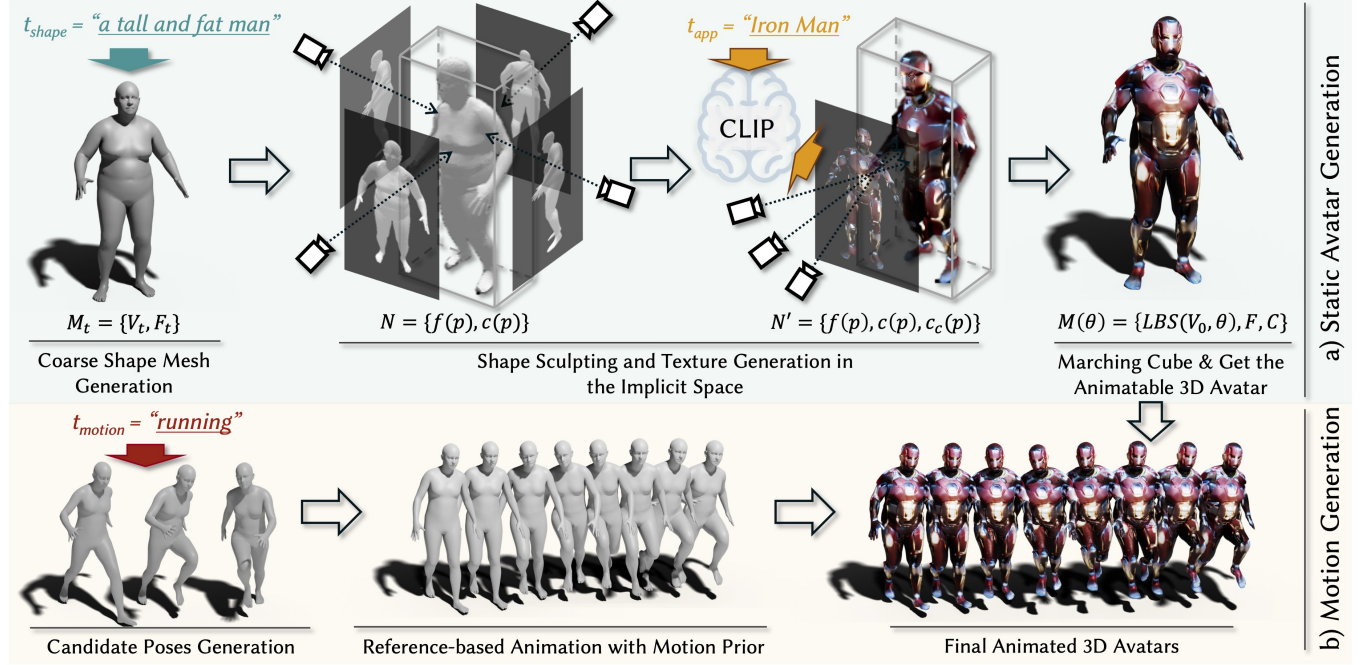 t_shape = "a tall and fat man"
t_app = "Iron Man"
CLIP
M_t = {V_t, F_t}
N = {f(p), c(p)}
N′ = {f(p), c(p), c_c(p)}
M(θ) = {LBS(V_0, θ), F, C}
Coarse Shape Mesh
Generation
Shape Sculpting and Texture Generation in
the Implicit Space
Marching Cube & Get the
Animatable 3D Avatar
a) Static Avatar Generation
t_motion = "running"
Candidate Poses Generation
Reference-based Animation with Motion Prior
Final Animated 3D Avatars
b) Motion Generation